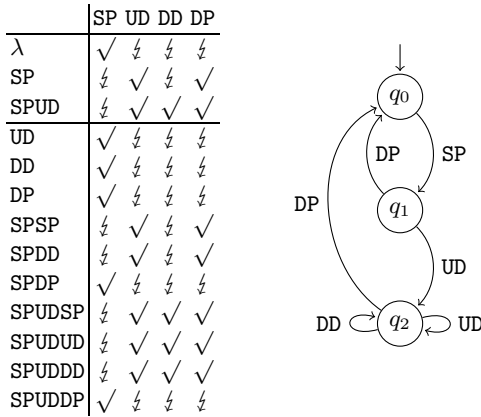 SP UD DD DP
λ √ ↯ ↯ ↯
SP ↯ √ ↯ √
SPUD ↯ √ √ √
UD √ ↯ ↯ ↯
DD √ ↯ ↯ ↯
DP √ ↯ ↯ ↯
SPSP ↯ √ ↯ √
SPDD ↯ √ ↯ √
SPDP √ ↯ ↯ ↯
SPUDSP ↯ √ √ √
SPUDUD ↯ √ √ √
SPUDDD ↯ √ √ √
SPUDDP √ ↯ ↯ ↯
q0
DP SP
q1
DP
UD
DD q2 UD